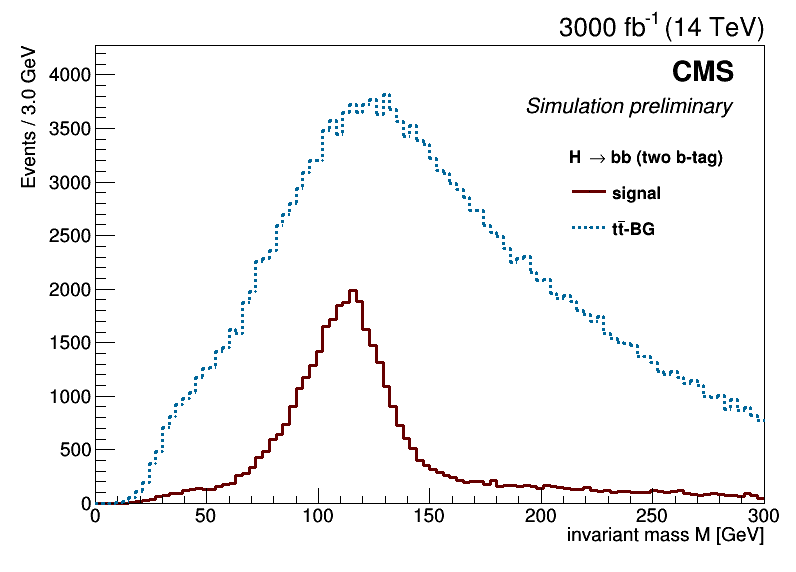 3000 fb-1 (14 TeV)
Events / 3.0 GeV
CMS
Simulation preliminary
H → bb (two b-tag)
signal
tt̄-BG
4000
3500
3000
2500
2000
1500
1000
500
0
0 50 100 150 200 250 300
invariant mass M [GeV]